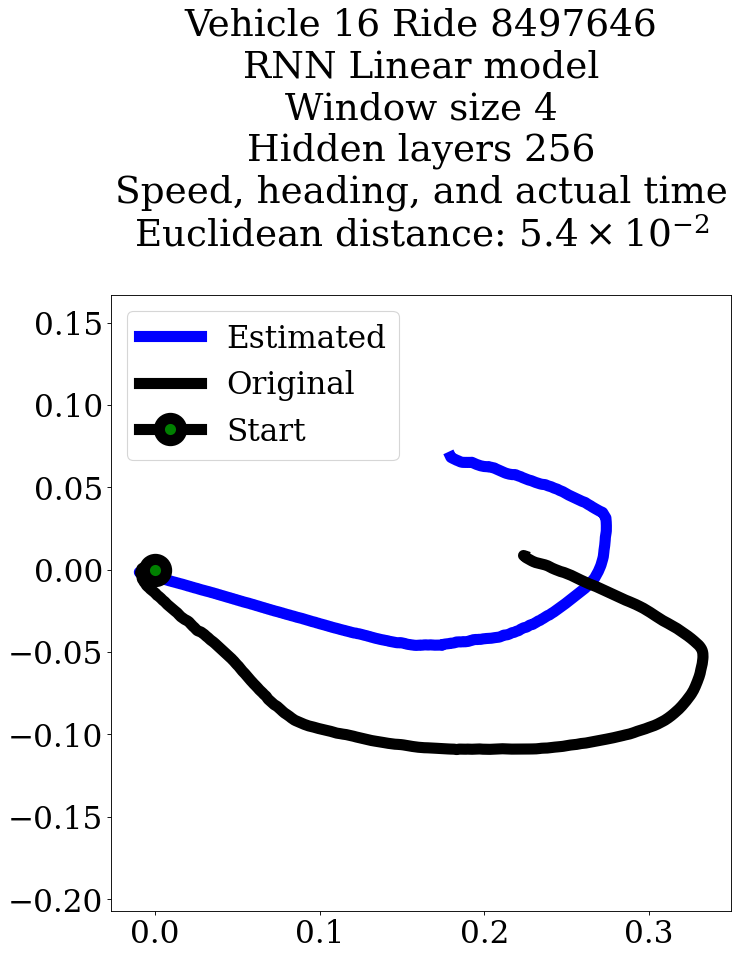 Vehicle 16 Ride 8497646
RNN Linear model
Window size 4
Hidden layers 256
Speed, heading, and actual time
Euclidean distance: 5.4 × 10⁻²
Estimated
Original
Start
0.15
0.10
0.05
0.00
−0.05
−0.10
−0.15
−0.20
0.0 0.1 0.2 0.3